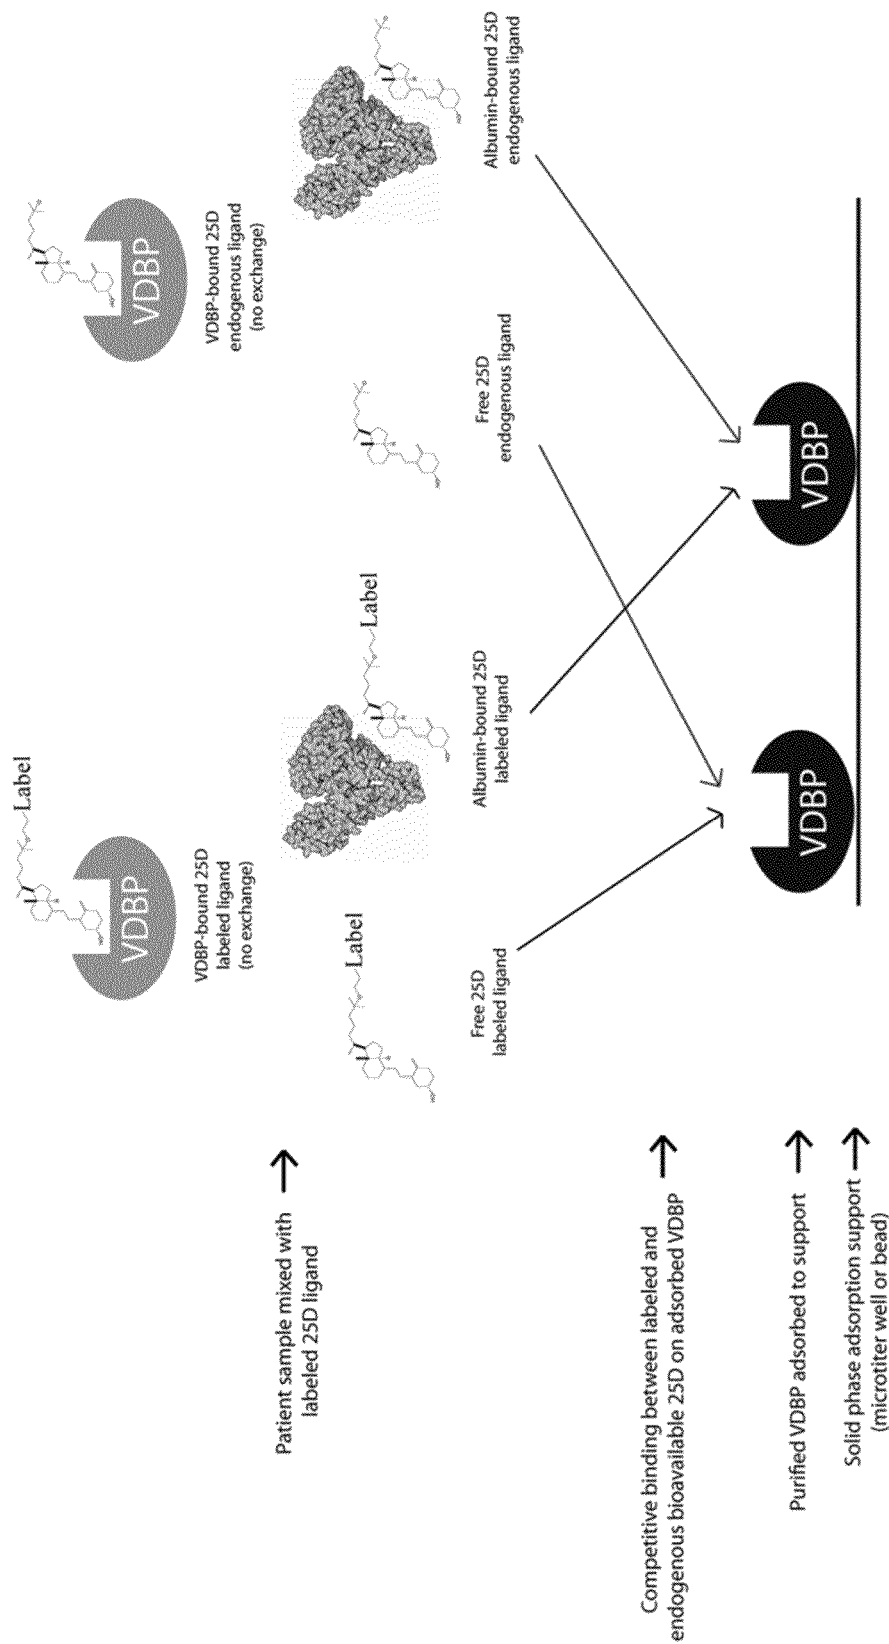 Patient sample mixed with
labeled 25D ligand
Label
VDBP
VDBP-bound 25D
labeled ligand
(no exchange)
VDBP
VDBP-bound 25D
endogenous ligand
(no exchange)
Label
Free 25D
labeled ligand
Label
Albumin-bound 25D
labeled ligand
Free 25D
endogenous ligand
Albumin-bound 25D
endogenous ligand
Competitive binding between labeled and
endogenous bioavailable 25D on adsorbed VDBP
Purified VDBP adsorbed to support
VDBP
VDBP
Solid phase adsorption support
(microtiter well or bead)